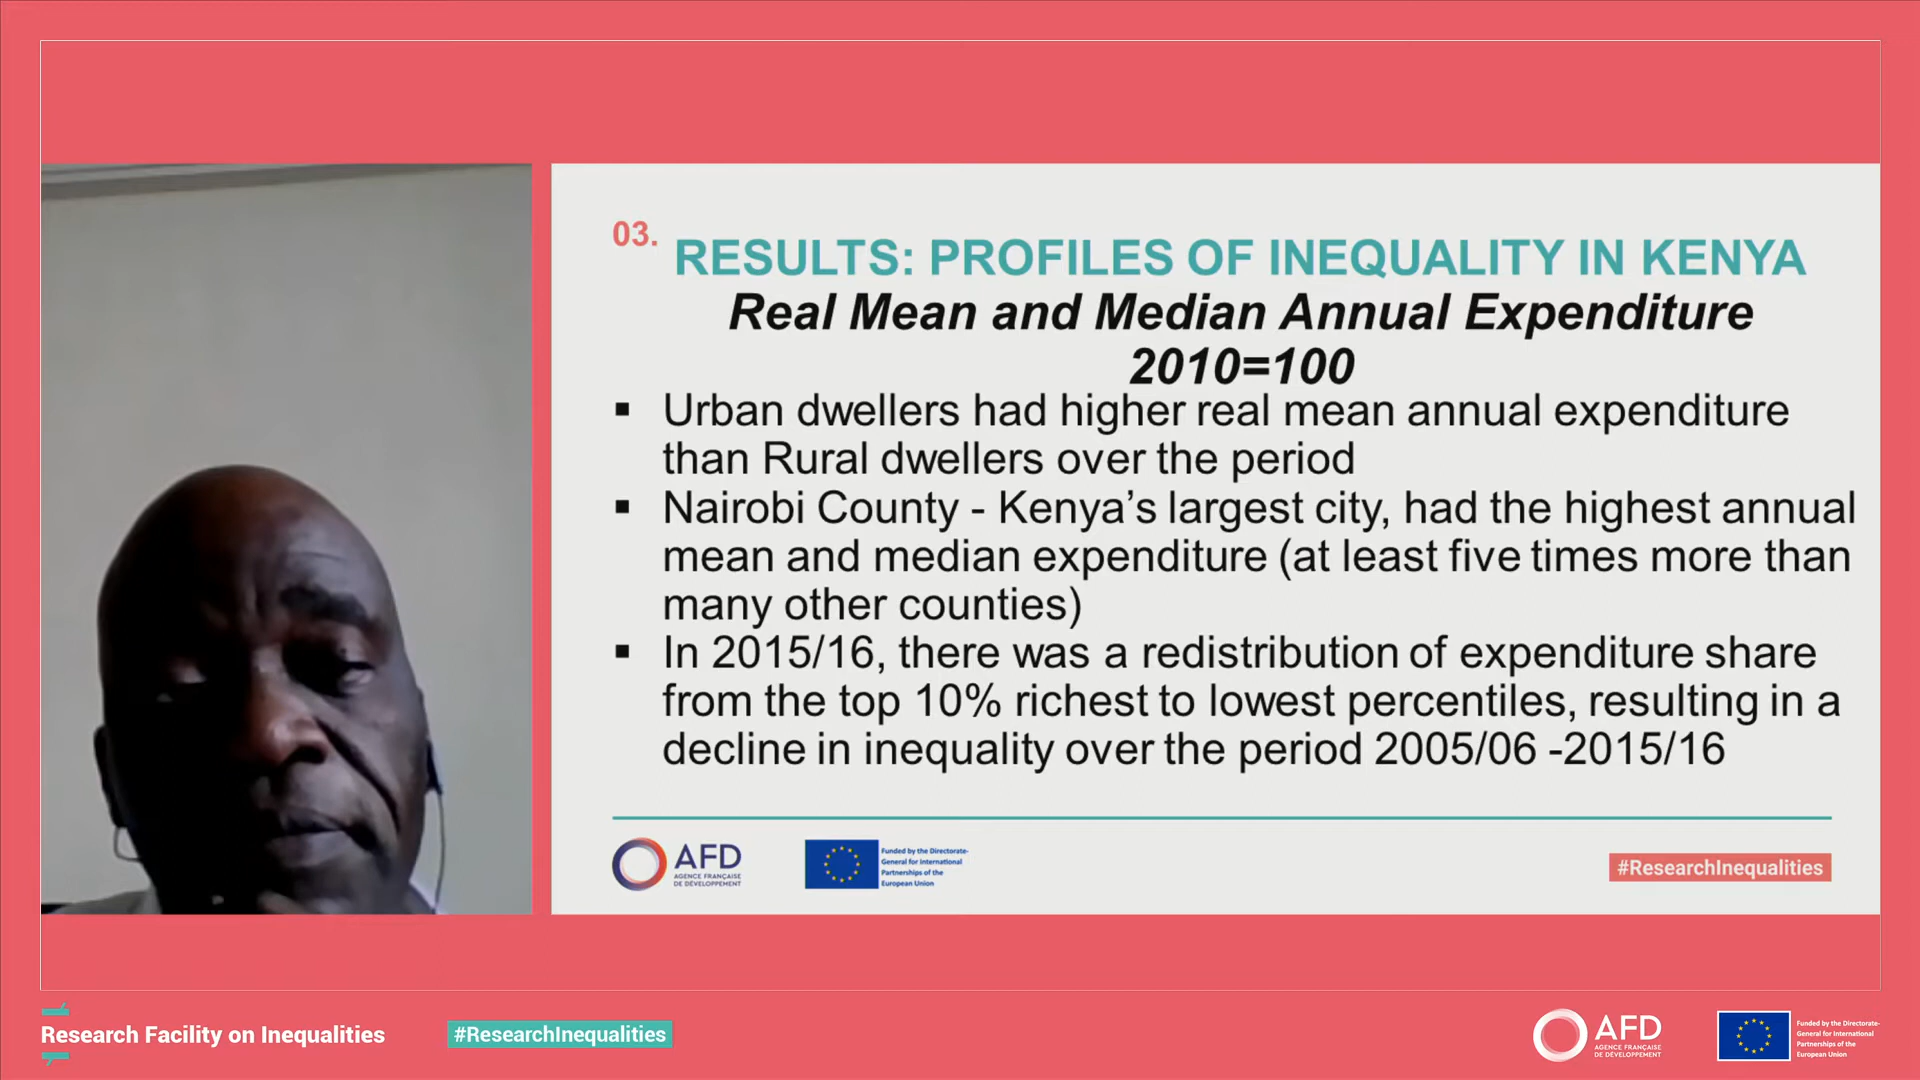 03.
RESULTS: PROFILES OF INEQUALITY IN KENYA
Real Mean and Median Annual Expenditure
2010=100
▪ Urban dwellers had higher real mean annual expenditure
than Rural dwellers over the period
▪ Nairobi County - Kenya’s largest city, had the highest annual
mean and median expenditure (at least five times more than
many other counties)
▪ In 2015/16, there was a redistribution of expenditure share
from the top 10% richest to lowest percentiles, resulting in a
decline in inequality over the period 2005/06 -2015/16
AFD
AGENCE FRANÇAISE
DE DÉVELOPPEMENT
Funded by the Directorate-
General for International
Partnerships of the
European Union
#ResearchInequalities
Research Facility on Inequalities
#ResearchInequalities
AFD
AGENCE FRANÇAISE
DE DÉVELOPPEMENT
Funded by the Directorate-
General for International
Partnerships of the
European Union